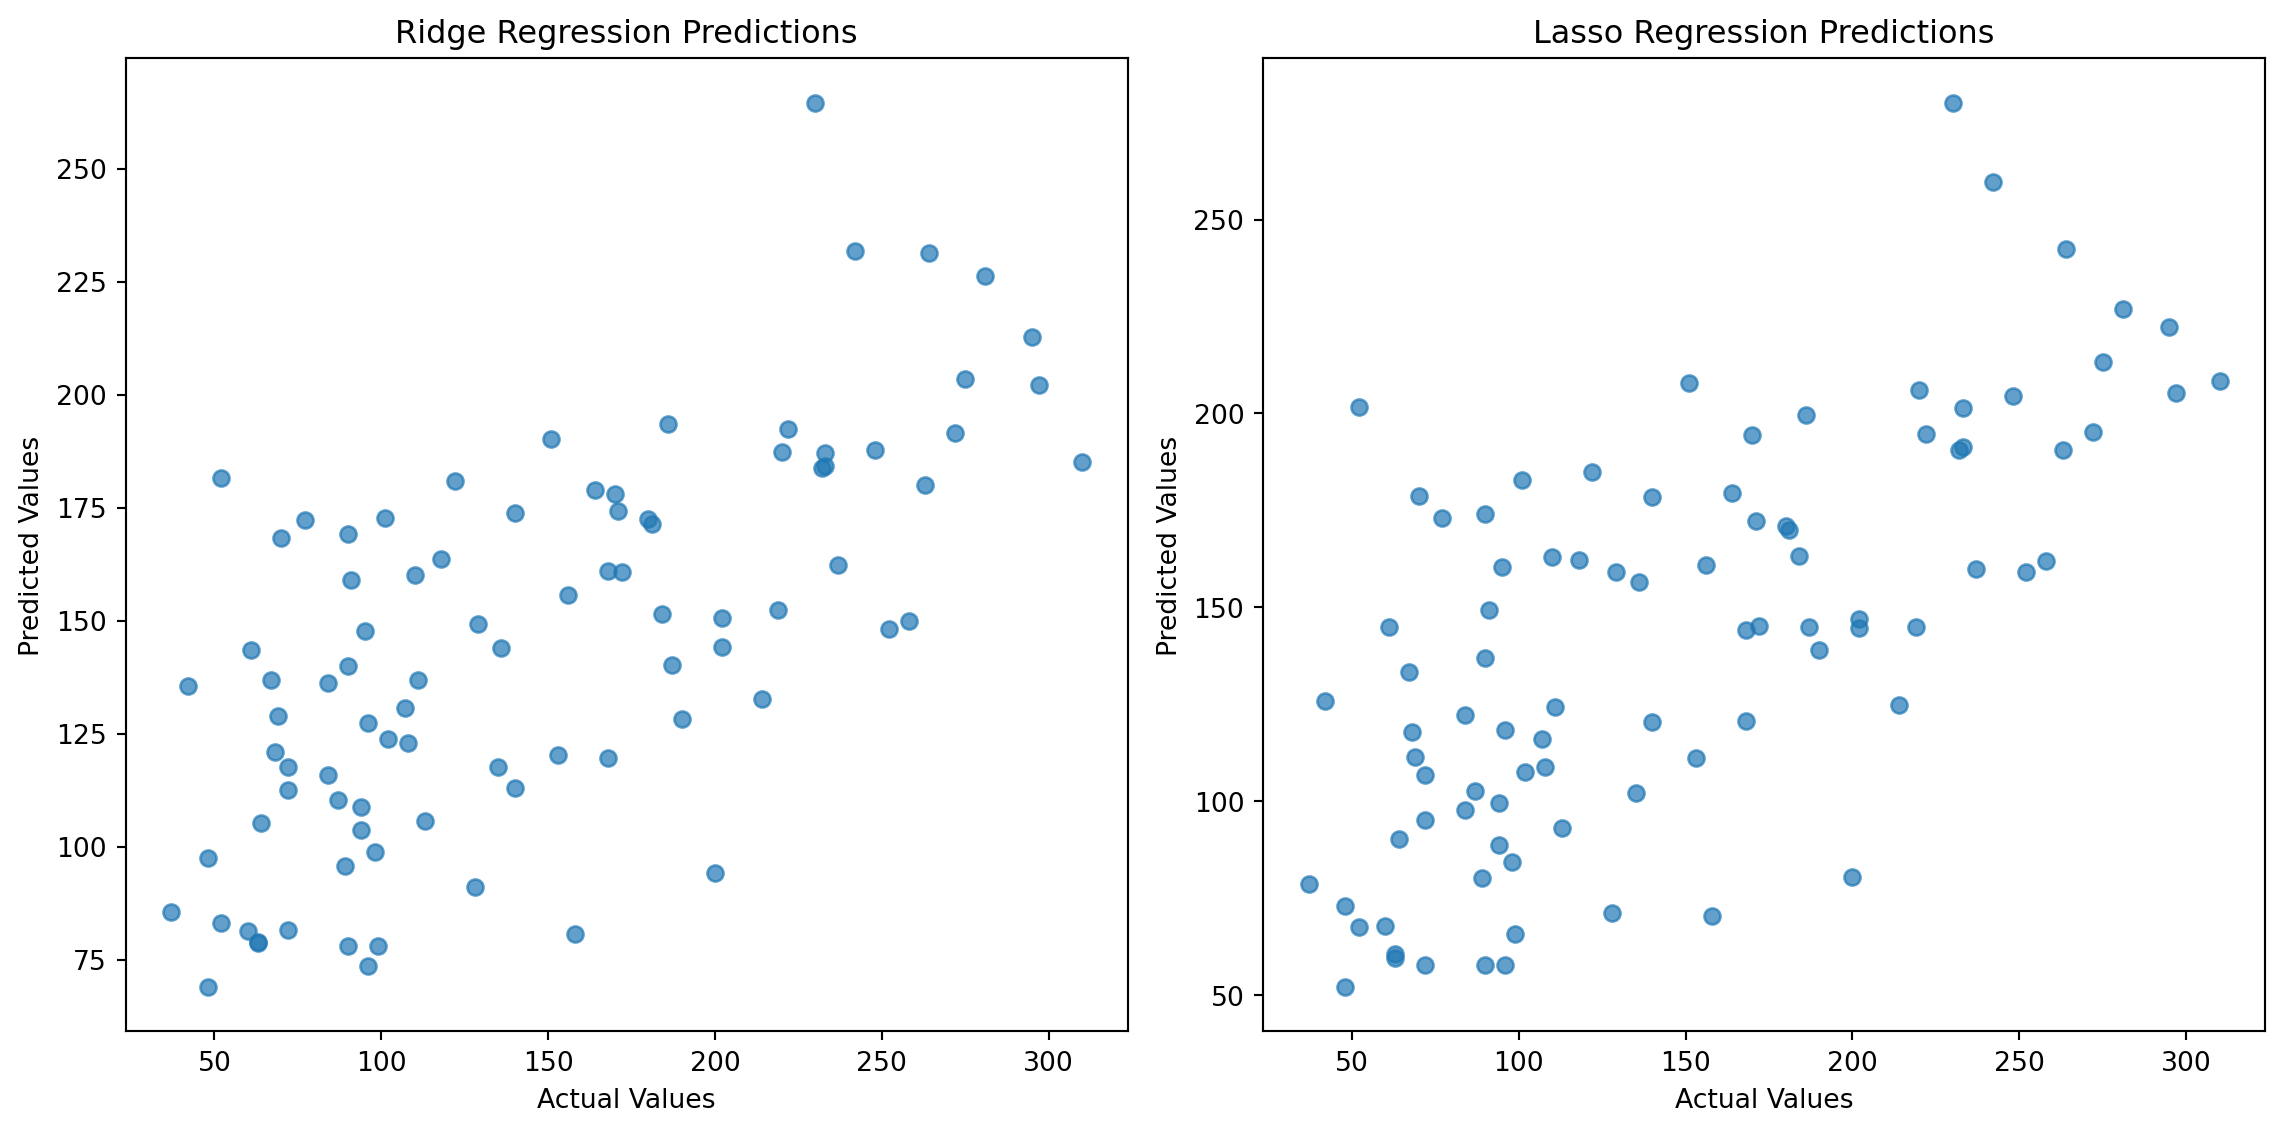 Ridge Regression Predictions
Predicted Values
250
225
200
175
150
125
100
75
50 100 150 200 250 300
Actual Values
Lasso Regression Predictions
Predicted Values
250
200
150
100
50
50 100 150 200 250 300
Actual Values